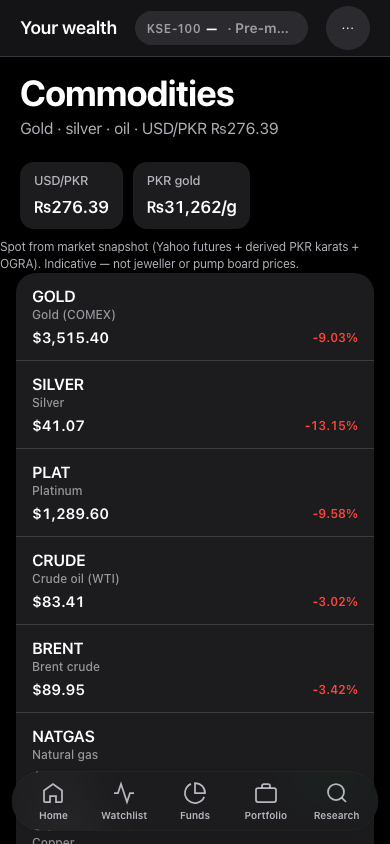 Your wealth
KSE-100 — · Pre-m...
...
Commodities
Gold · silver · oil · USD/PKR ₨276.39
USD/PKR
₨276.39
PKR gold
₨31,262/g
Spot from market snapshot (Yahoo futures + derived PKR karats +
OGRA). Indicative — not jeweller or pump board prices.
GOLD
Gold (COMEX)
$3,515.40
-9.03%
SILVER
Silver
$41.07
-13.15%
PLAT
Platinum
$1,289.60
-9.58%
CRUDE
Crude oil (WTI)
$83.41
-3.02%
BRENT
Brent crude
$89.95
-3.42%
NATGAS
Natural gas
Home
Watchlist
Funds
Portfolio
Research
Copper